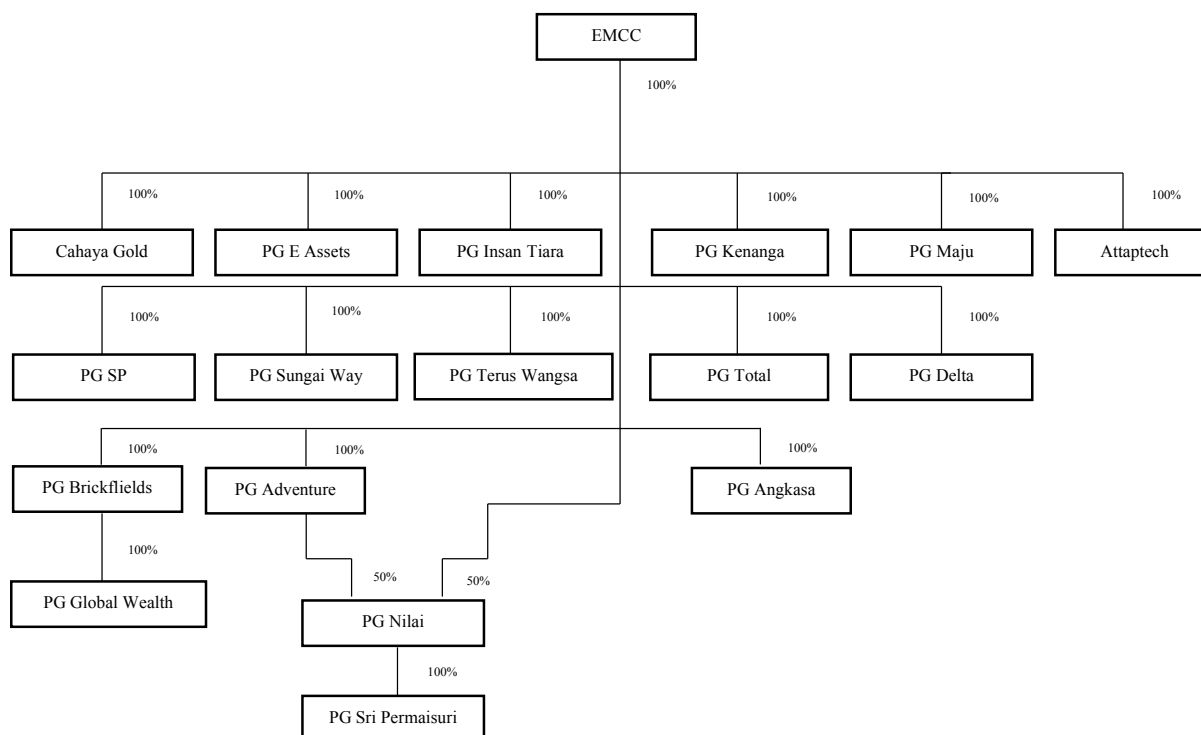 EMCC
100%
100%
100%
100%
100%
100%
100%
Cahaya Gold
PG E Assets
PG Insan Tiara
PG Kenanga
PG Maju
Attaptech
100%
100%
100%
100%
100%
PG SP
PG Sungai Way
PG Terus Wangsa
PG Total
PG Delta
100%
100%
100%
PG Brickflields
PG Adventure
PG Angkasa
100%
50%
50%
PG Global Wealth
PG Nilai
100%
PG Sri Permaisuri